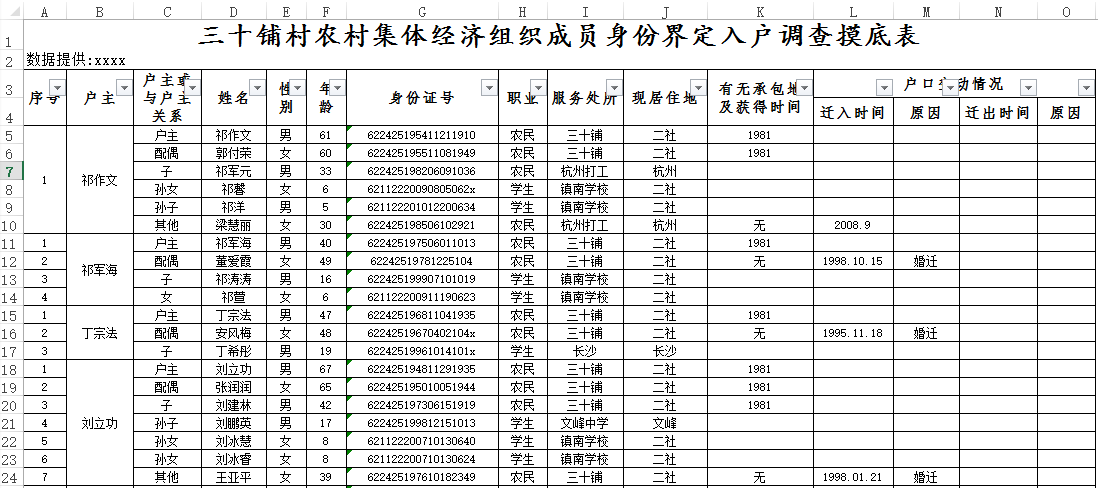 A B C D E F G H I J K L M N O
1 三十铺村农村集体经济组织成员身份界定入户调查摸底表
2 数据提供:xxxx
3 序号 户主 户主或与户主关系 姓名 性别 年龄 身份证号 职业 服务处所 现居住地 有无承包地及获得时间 户口变动情况
4 迁入时间 原因 迁出时间 原因
5 户主 祁作文 男 61 622425195411211910 农民 三十铺 二社 1981
6 配偶 郭付荣 女 60 622425195511081949 农民 三十铺 二社 1981
7 子 祁军元 男 33 622425198206091036 农民 杭州打工 杭州
8 1 祁作文 孙女 祁馨 女 6 62112220090805062x 学生 镇南学校 二社
9 孙子 祁洋 男 5 621122201012200634 学生 镇南学校 二社
10 其他 梁慧丽 女 30 622425198506102921 农民 杭州打工 杭州 无 2008.9
11 1 户主 祁军海 男 40 622425197506011013 农民 三十铺 二社 1981
12 2 祁军海 配偶 董爱霞 女 49 62242519781225104 农民 三十铺 二社 无 1998.10.15 婚迁
13 3 子 祁涛涛 男 16 622425199907101019 学生 镇南学校 二社
14 4 女 祁萱 女 6 621122200911190623 学生 镇南学校 二社
15 1 户主 丁宗法 男 47 622425196811041935 农民 三十铺 二社 1981
16 2 丁宗法 配偶 安风梅 女 48 62242519670402104x 农民 三十铺 二社 无 1995.11.18 婚迁
17 3 子 丁希彤 男 19 62242519961014101x 学生 长沙 长沙
18 1 户主 刘立功 男 67 622425194811291935 农民 三十铺 二社 1981
19 2 配偶 张润润 女 65 622425195010051944 农民 三十铺 二社 1981
20 3 子 刘建林 男 42 622425197306151919 农民 三十铺 二社 1981
21 4 刘立功 孙子 刘鹏英 男 17 622425199812151013 学生 文峰中学 文峰
22 5 孙女 刘冰慧 女 8 621122200710130640 学生 镇南学校 二社
23 6 孙女 刘冰睿 女 8 621122200710130624 学生 镇南学校 二社
24 7 其他 王亚平 女 39 622425197610182349 农民 三十铺 二社 无 1998.01.21 婚迁